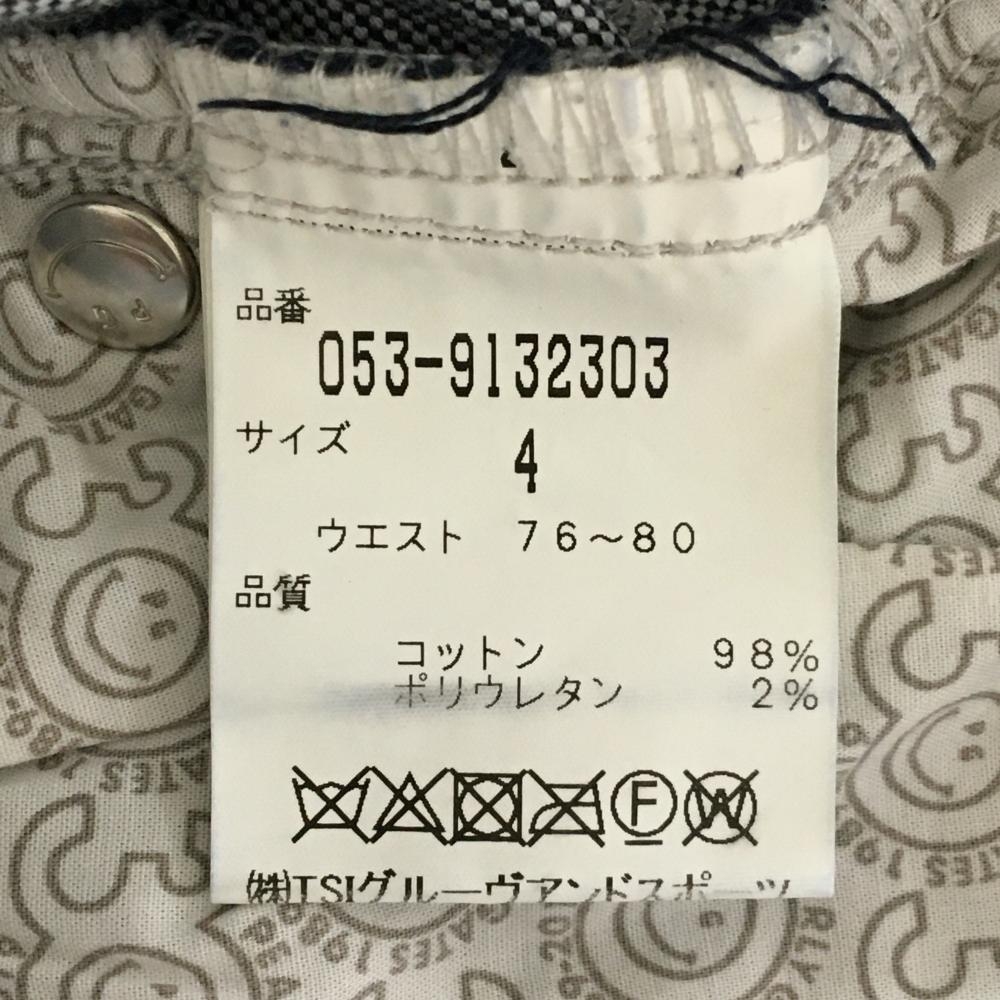 品番
053-9132303
サイズ 4
ウエスト 76～80
品質
コットン 98%
ポリウレタン 2%
F W
㈱TSIグルーヴアンドスポーツ